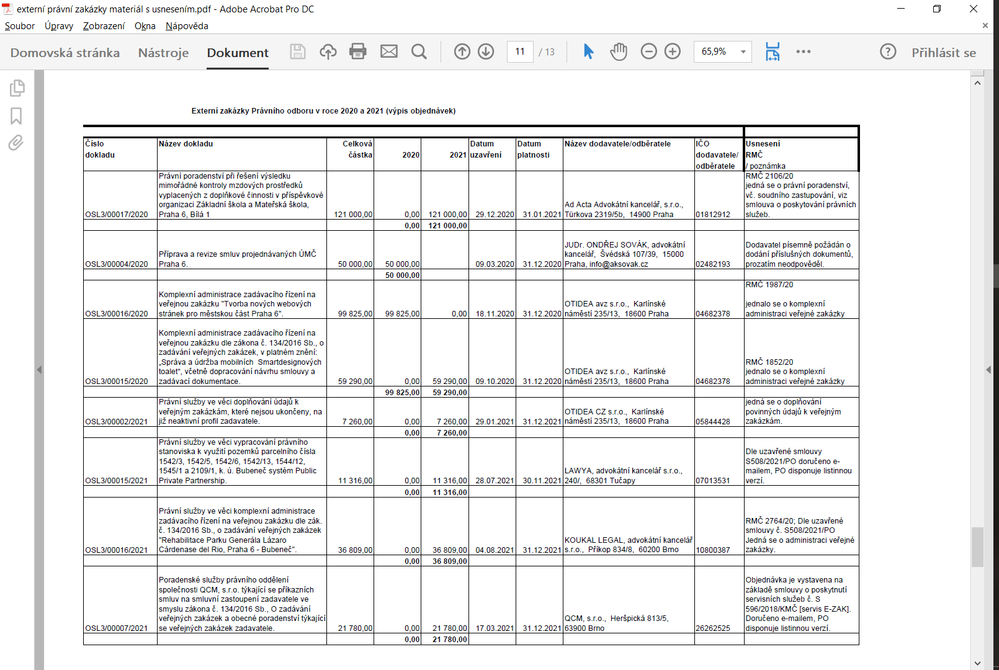 externí právní zakázky materiál s usnesením.pdf - Adobe Acrobat Pro DC
Soubor Úpravy Zobrazení Okna Nápověda
Domovská stránka Nástroje Dokument 11 / 13 65,9% Přihlásit se
Externí zakázky Právního odboru v roce 2020 a 2021 (výpis objednávek)
Číslo
dokladu
Název dokladu
Celková
částka
2020
2021
Datum
uzavření
Datum
platnosti
Název dodavatele/odběratele
IČO
dodavatele/
odběratele
Usnesení
RMČ
/ poznámka
OSL3/00017/2020
Právní poradenství při řešení výsledku
mimořádné kontroly mzdových prostředků
vyplacených z doplňkové činnosti v příspěvkové
organizaci Základní škola a Mateřská škola,
Praha 6, Bílá 1
121 000,00 0,00 121 000,00 29.12.2020 31.01.2021
Ad Acta Advokátní kancelář, s.r.o.,
Türkova 2319/5b, 14900 Praha
01812912
RMČ 2106/20
jedná se o právní poradenství,
vč. soudního zastupování, viz
smlouva o poskytování právních
služeb.
0,00 121 000,00
OSL3/00004/2020
Příprava a revize smluv projednávaných ÚMČ
Praha 6.
50 000,00 50 000,00 09.03.2020 31.12.2020
JUDr. ONDŘEJ SOVÁK, advokátní
kancelář, Švédská 107/39, 15000
Praha, info@aksovak.cz
02482193
Dodavatel písemně požádán o
dodání příslušných dokumentů,
prozatím neodpověděl.
50 000,00
OSL3/00016/2020
Komplexní administrace zadávacího řízení na
veřejnou zakázku "Tvorba nových webových
stránek pro městskou část Praha 6".
99 825,00 99 825,00 0,00 18.11.2020 31.12.2020
OTIDEA avz s.r.o., Karlínské
náměstí 235/13, 18600 Praha
04682378
RMČ 1987/20
jednalo se o komplexní
administraci veřejné zakázky
OSL3/00015/2020
Komplexní administrace zadávacího řízení na
veřejnou zakázku dle zákona č. 134/2016 Sb., o
zadávání veřejných zakázek, v platném znění:
„Správa a údržba mobilních Smartdesignových
toalet“, včetně dopracování návrhu smlouvy a
zadávací dokumentace.
59 290,00 0,00 59 290,00 09.10.2020 31.12.2020
OTIDEA avz s.r.o., Karlínské
náměstí 235/13, 18600 Praha
04682378
RMČ 1852/20
jednalo se o komplexní
administraci veřejné zakázky
99 825,00 59 290,00
OSL3/00002/2021
Právní služby ve věci doplňování údajů k
veřejným zakázkám, které nejsou ukončeny, na
již neaktivní profil zadavatele.
7 260,00 0,00 7 260,00 29.01.2021 31.12.2021
OTIDEA CZ s.r.o., Karlínské
náměstí 235/13, 18600 Praha
05844428
jedná se o doplňování
povinných údajů k veřejným
zakázkám.
0,00 7 260,00
OSL3/00015/2021
Právní služby ve věci vypracování právního
stanoviska k využití pozemků parcelního čísla
1542/3, 1542/5, 1542/6, 1542/13, 1544/12,
1545/1 a 2109/1, k. ú. Bubeneč systém Public
Private Partnership.
11 316,00 0,00 11 316,00 28.07.2021 30.11.2021
LAWYA, advokátní kancelář s.r.o.,
240/, 68301 Tučapy
07013531
Dle uzavřené smlouvy
S508/2021/PO doručeno e-
mailem, PO disponuje listinnou
verzí.
0,00 11 316,00
OSL3/00016/2021
Právní služby ve věci komplexní administrace
zadávacího řízení na veřejnou zakázku dle zák.
č. 134/2016 Sb., o zadávání veřejných zakázek
"Rehabilitace Parku Generála Lázaro
Cárdenase del Rio, Praha 6 - Bubeneč".
36 809,00 0,00 36 809,00 04.08.2021 31.12.2021
KOUKAL LEGAL, advokátní kancelář
s.r.o., Příkop 834/8, 60200 Brno
10800387
RMČ 2764/20; Dle uzavřené
smlouvy č. S508/2021/PO
Jedná se o administraci veřejné
zakázky.
0,00 36 809,00
OSL3/00007/2021
Poradenské služby právního oddělení
společnosti QCM, s.r.o. týkající se příkazních
smluv na smluvní zastoupení zadavatele ve
smyslu zákona č. 134/2016 Sb., O zadávání
veřejných zakázek a obecné poradenství týkající
se veřejných zakázek zadavatele.
21 780,00 0,00 21 780,00 17.03.2021 31.12.2021
QCM, s.r.o., Heršpická 813/5,
63900 Brno
26262525
Objednávka je vystavena na
základě smlouvy o poskytnutí
servisních služeb č. S
596/2018/KMČ [servis E-ZAK].
Doručeno e-mailem, PO
disponuje listinnou verzí.
0,00 21 780,00